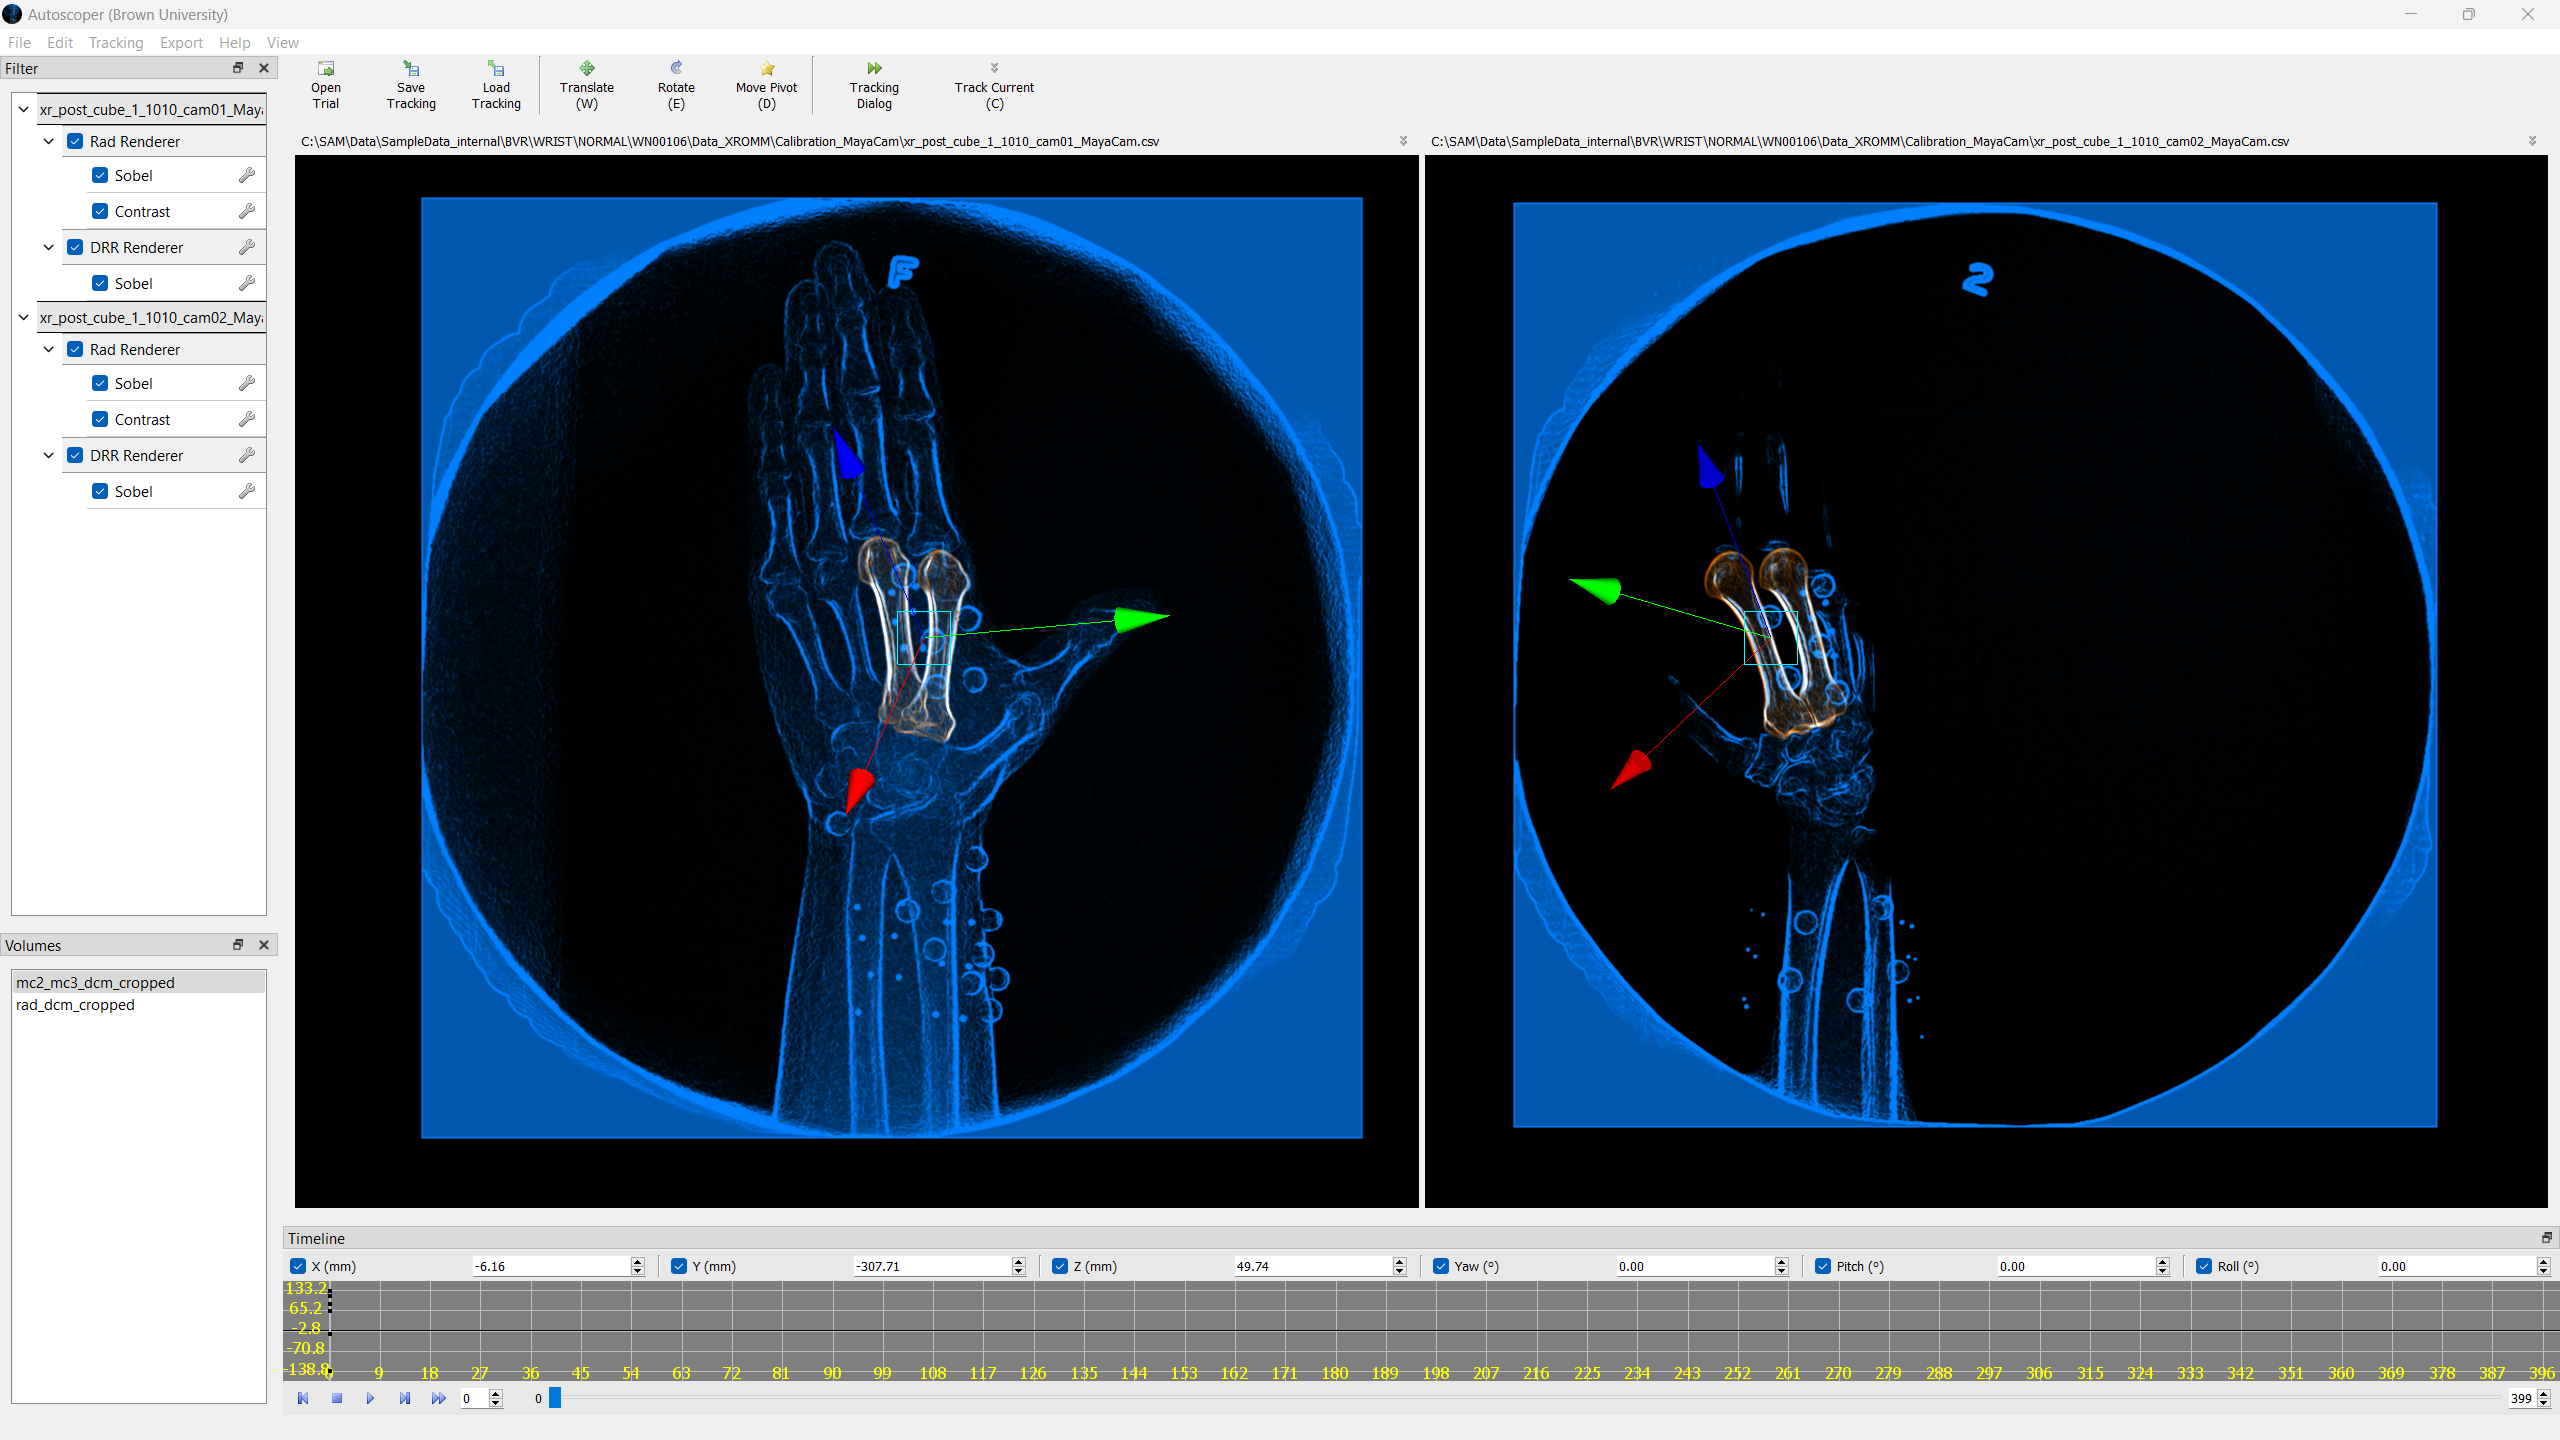 Autoscoper (Brown University)
File Edit Tracking Export Help View
Filter
Open Trial
Save Tracking
Load Tracking
Translate (W)
Rotate (E)
Move Pivot (D)
Tracking Dialog
Track Current (C)
xr_post_cube_1_1010_cam01_Maya
Rad Renderer
Sobel
Contrast
DRR Renderer
Sobel
xr_post_cube_1_1010_cam02_Maya
Rad Renderer
Sobel
Contrast
DRR Renderer
Sobel
C:\SAM\Data\SampleData_internal\BVR\WRIST\NORMAL\WN00106\Data_XROMM\Calibration_MayaCam\xr_post_cube_1_1010_cam01_MayaCam.csv
C:\SAM\Data\SampleData_internal\BVR\WRIST\NORMAL\WN00106\Data_XROMM\Calibration_MayaCam\xr_post_cube_1_1010_cam02_MayaCam.csv
F
2
Volumes
mc2_mc3_dcm_cropped
rad_dcm_cropped
Timeline
X (mm) -6.16 Y (mm) -307.71 Z (mm) 49.74 Yaw (°) 0.00 Pitch (°) 0.00 Roll (°) 0.00
133.2
65.2
-2.8
-70.8
-138.8
0 9 18 27 36 45 54 63 72 81 90 99 108 117 126 135 144 153 162 171 180 189 198 207 216 225 234 243 252 261 270 279 288 297 306 315 324 333 342 351 360 369 378 387 396
0 0 399